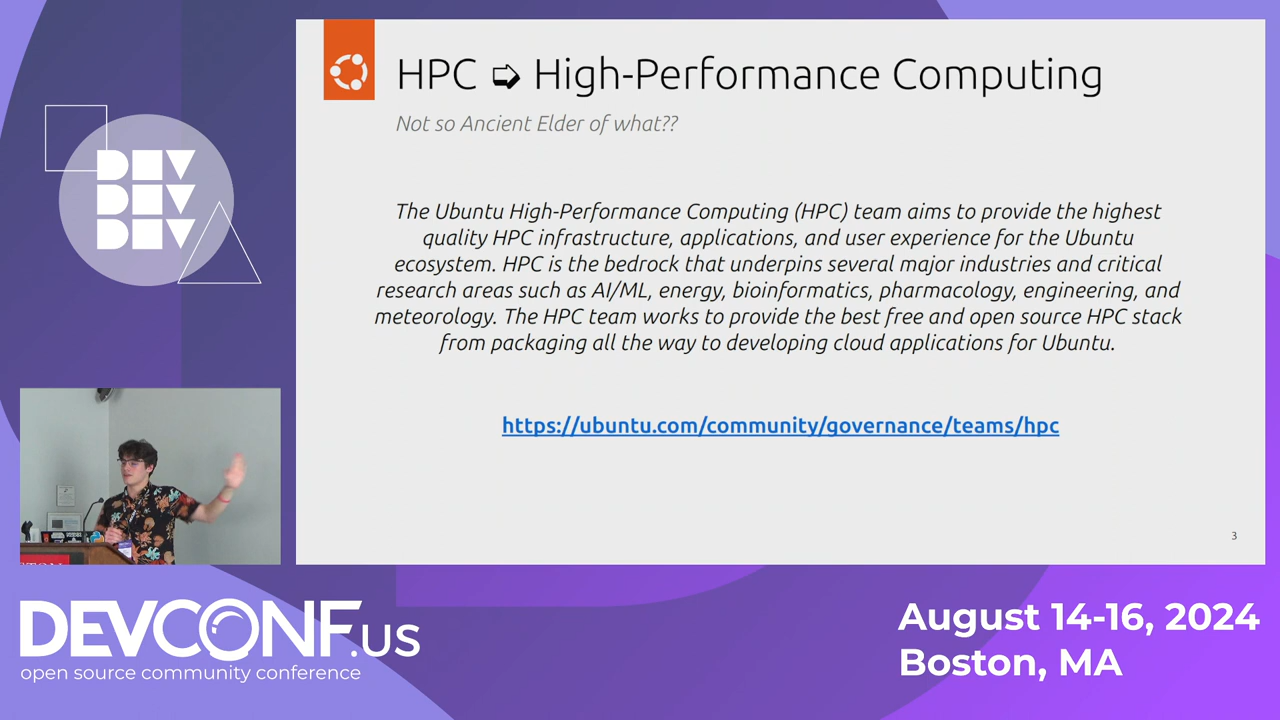 HPC ➭ High-Performance Computing
Not so Ancient Elder of what??
The Ubuntu High-Performance Computing (HPC) team aims to provide the highest
quality HPC infrastructure, applications, and user experience for the Ubuntu
ecosystem. HPC is the bedrock that underpins several major industries and critical
research areas such as AI/ML, energy, bioinformatics, pharmacology, engineering, and
meteorology. The HPC team works to provide the best free and open source HPC stack
from packaging all the way to developing cloud applications for Ubuntu.
https://ubuntu.com/community/governance/teams/hpc
3
DEV
DEV
DEV
DEVCONF.US
open source community conference
August 14-16, 2024
Boston, MA